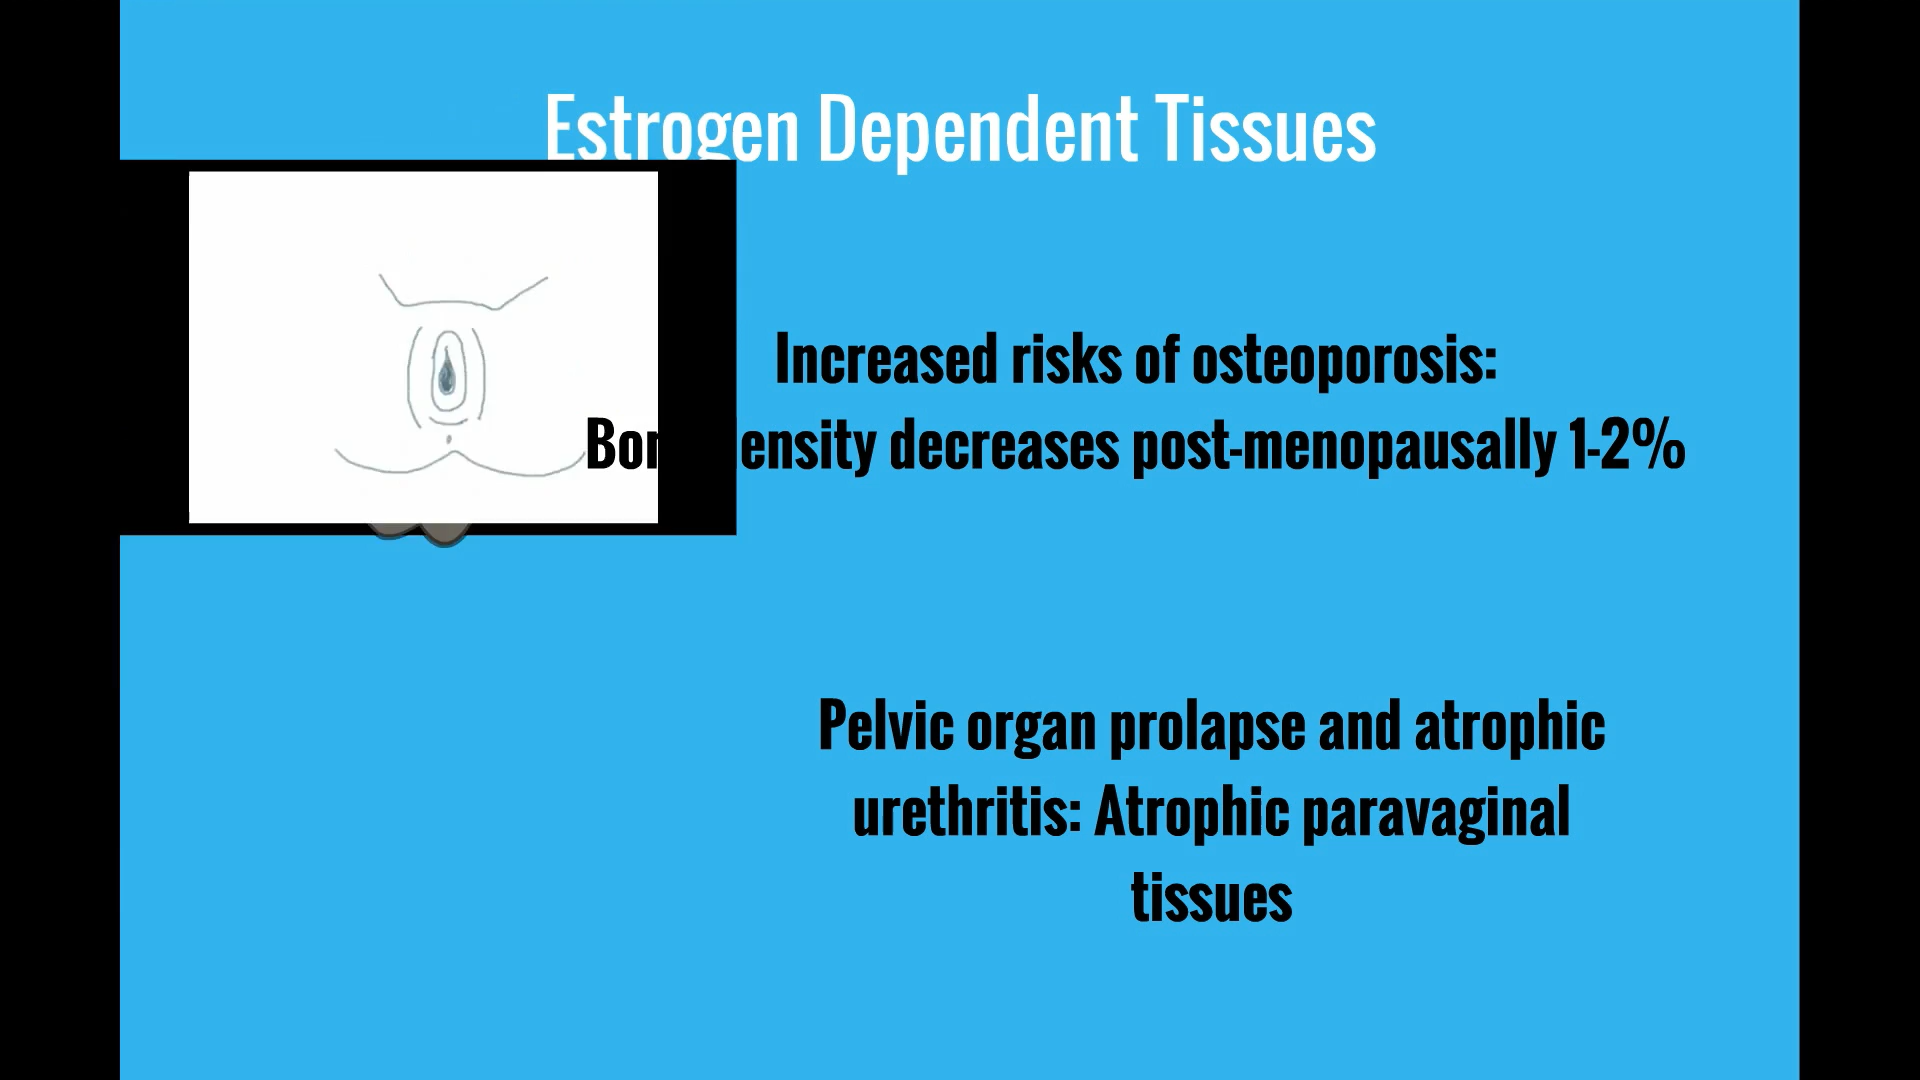 Estrogen Dependent Tissues
Increased risks of osteoporosis:
ensity decreases post-menopausally 1-2%
Pelvic organ prolapse and atrophic
urethritis: Atrophic paravaginal
tissues